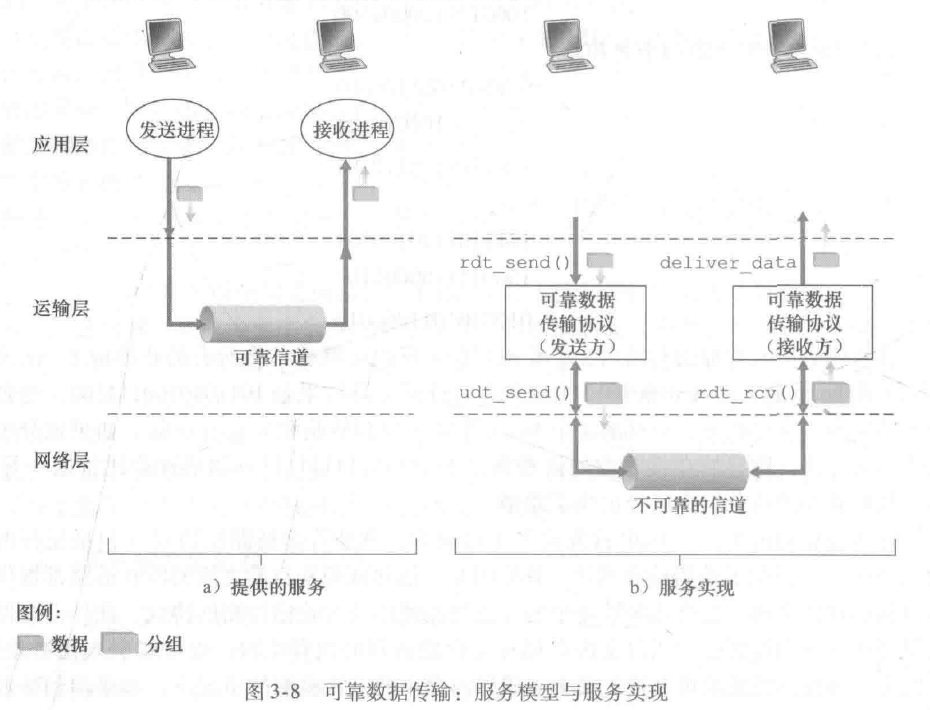 发送进程
接收进程
应用层
rdt_send()
deliver_data
运输层
可靠信道
可靠数据
传输协议
（发送方）
可靠数据
传输协议
（接收方）
udt_send()
rdt_rcv()
网络层
不可靠的信道
a）提供的服务
b）服务实现
图例：
数据
分组
图 3-8 可靠数据传输：服务模型与服务实现